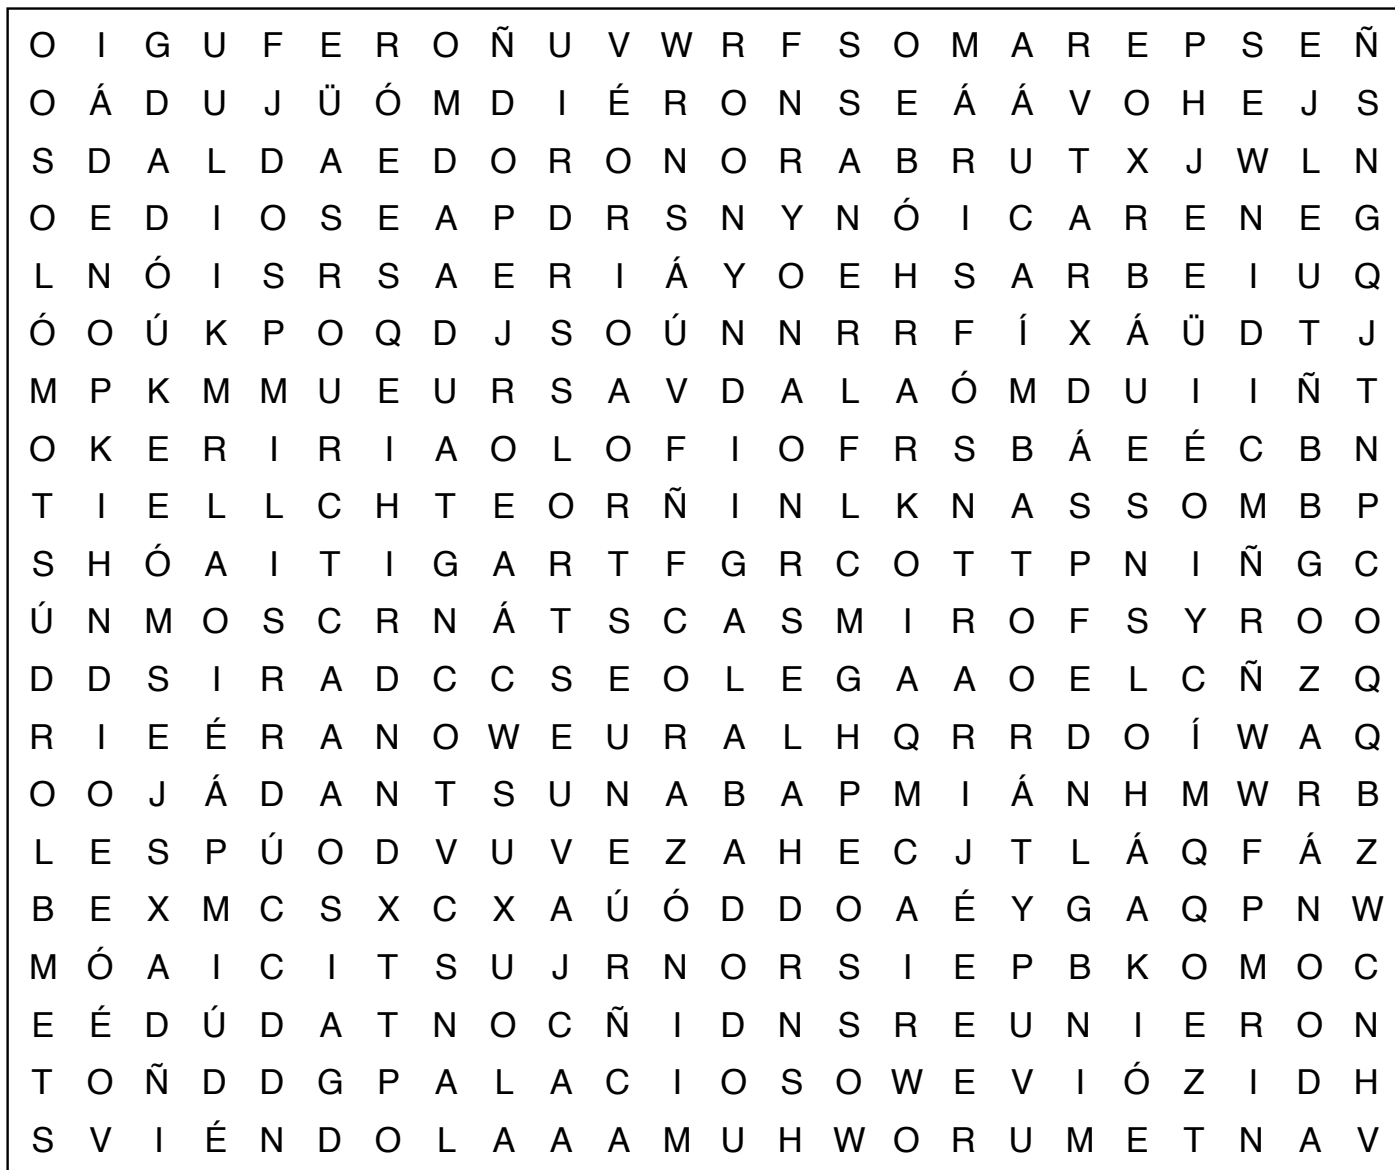 O I G U F E R O Ñ U V W R F S O M A R E P S E Ñ
O Á D U J Ü Ó M D I É R O N S E Á Á V O H E J S
S D A L D A E D O R O N O R A B R U T X J W L N
O E D I O S E A P D R S N Y N Ó I C A R E N E G
L N Ó I S R S A E R I Á Y O E H S A R B E I U Q
Ó O Ú K P O Q D J S O Ú N N R R F Í X Á Ü D T J
M P K M M U E U R S A V D A L A Ó M D U I I Ñ T
O K E R I R I A O L O F I O F R S B Á E É C B N
T I E L L C H T E O R Ñ I N L K N A S S O M B P
S H Ó A I T I G A R T F G R C O T T P N I Ñ G C
Ú N M O S C R N Á T S C A S M I R O F S Y R O O
D D S I R A D C C S E O L E G A A O E L C Ñ Z Q
R I E É R A N O W E U R A L H Q R R D O Í W A Q
O O J Á D A N T S U N A B A P M I Á N H M W R B
L E S P Ú O D V U V E Z A H E C J T L Á Q F Á Z
B E X M C S X C X A Ú Ó D D O A É Y G A Q P N W
M Ó A I C I T S U J R N O R S I E P B K O M O C
E É D Ú D A T N O C Ñ I D N S R E U N I E R O N
T O Ñ D D G P A L A C I O S O W E V I Ó Z I D H
S V I É N D O L A A A M U H W O R U M E T N A V